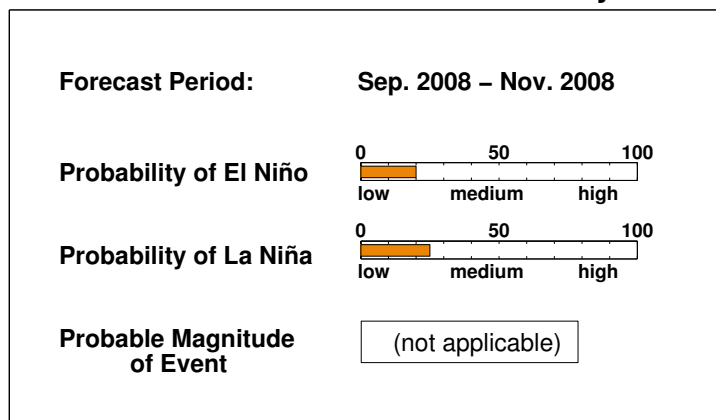 Forecast Period: Sep. 2008 – Nov. 2008
0 50 100
Probability of El Niño
low medium high
0 50 100
Probability of La Niña
low medium high
Probable Magnitude
of Event
(not applicable)